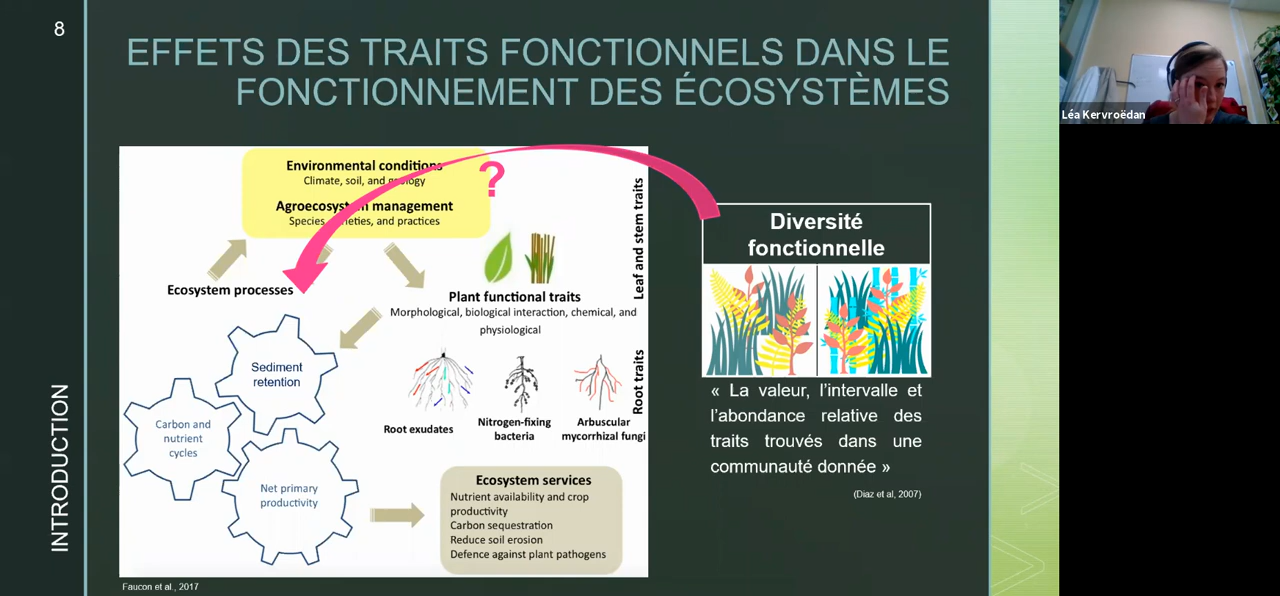 8
EFFETS DES TRAITS FONCTIONNELS DANS LE
FONCTIONNEMENT DES ÉCOSYSTÈMES
Léa Kervroëdan
INTRODUCTION
Environmental conditions
Climate, soil, and geology
Agroecosystem management
Species, varieties, and practices
?
Leaf and stem traits
Ecosystem processes
Plant functional traits
Morphological, biological interaction, chemical, and
physiological
Sediment
retention
Carbon and
nutrient
cycles
Net primary
productivity
Root traits
Root exudates
Nitrogen-fixing
bacteria
Arbuscular
mycorrhizal fungi
Ecosystem services
Nutrient availability and crop
productivity
Carbon sequestration
Reduce soil erosion
Defence against plant pathogens
Faucon et al., 2017
Diversité
fonctionnelle
« La valeur, l’intervalle et
l’abondance relative des
traits trouvés dans une
communauté donnée »
(Diaz et al, 2007)